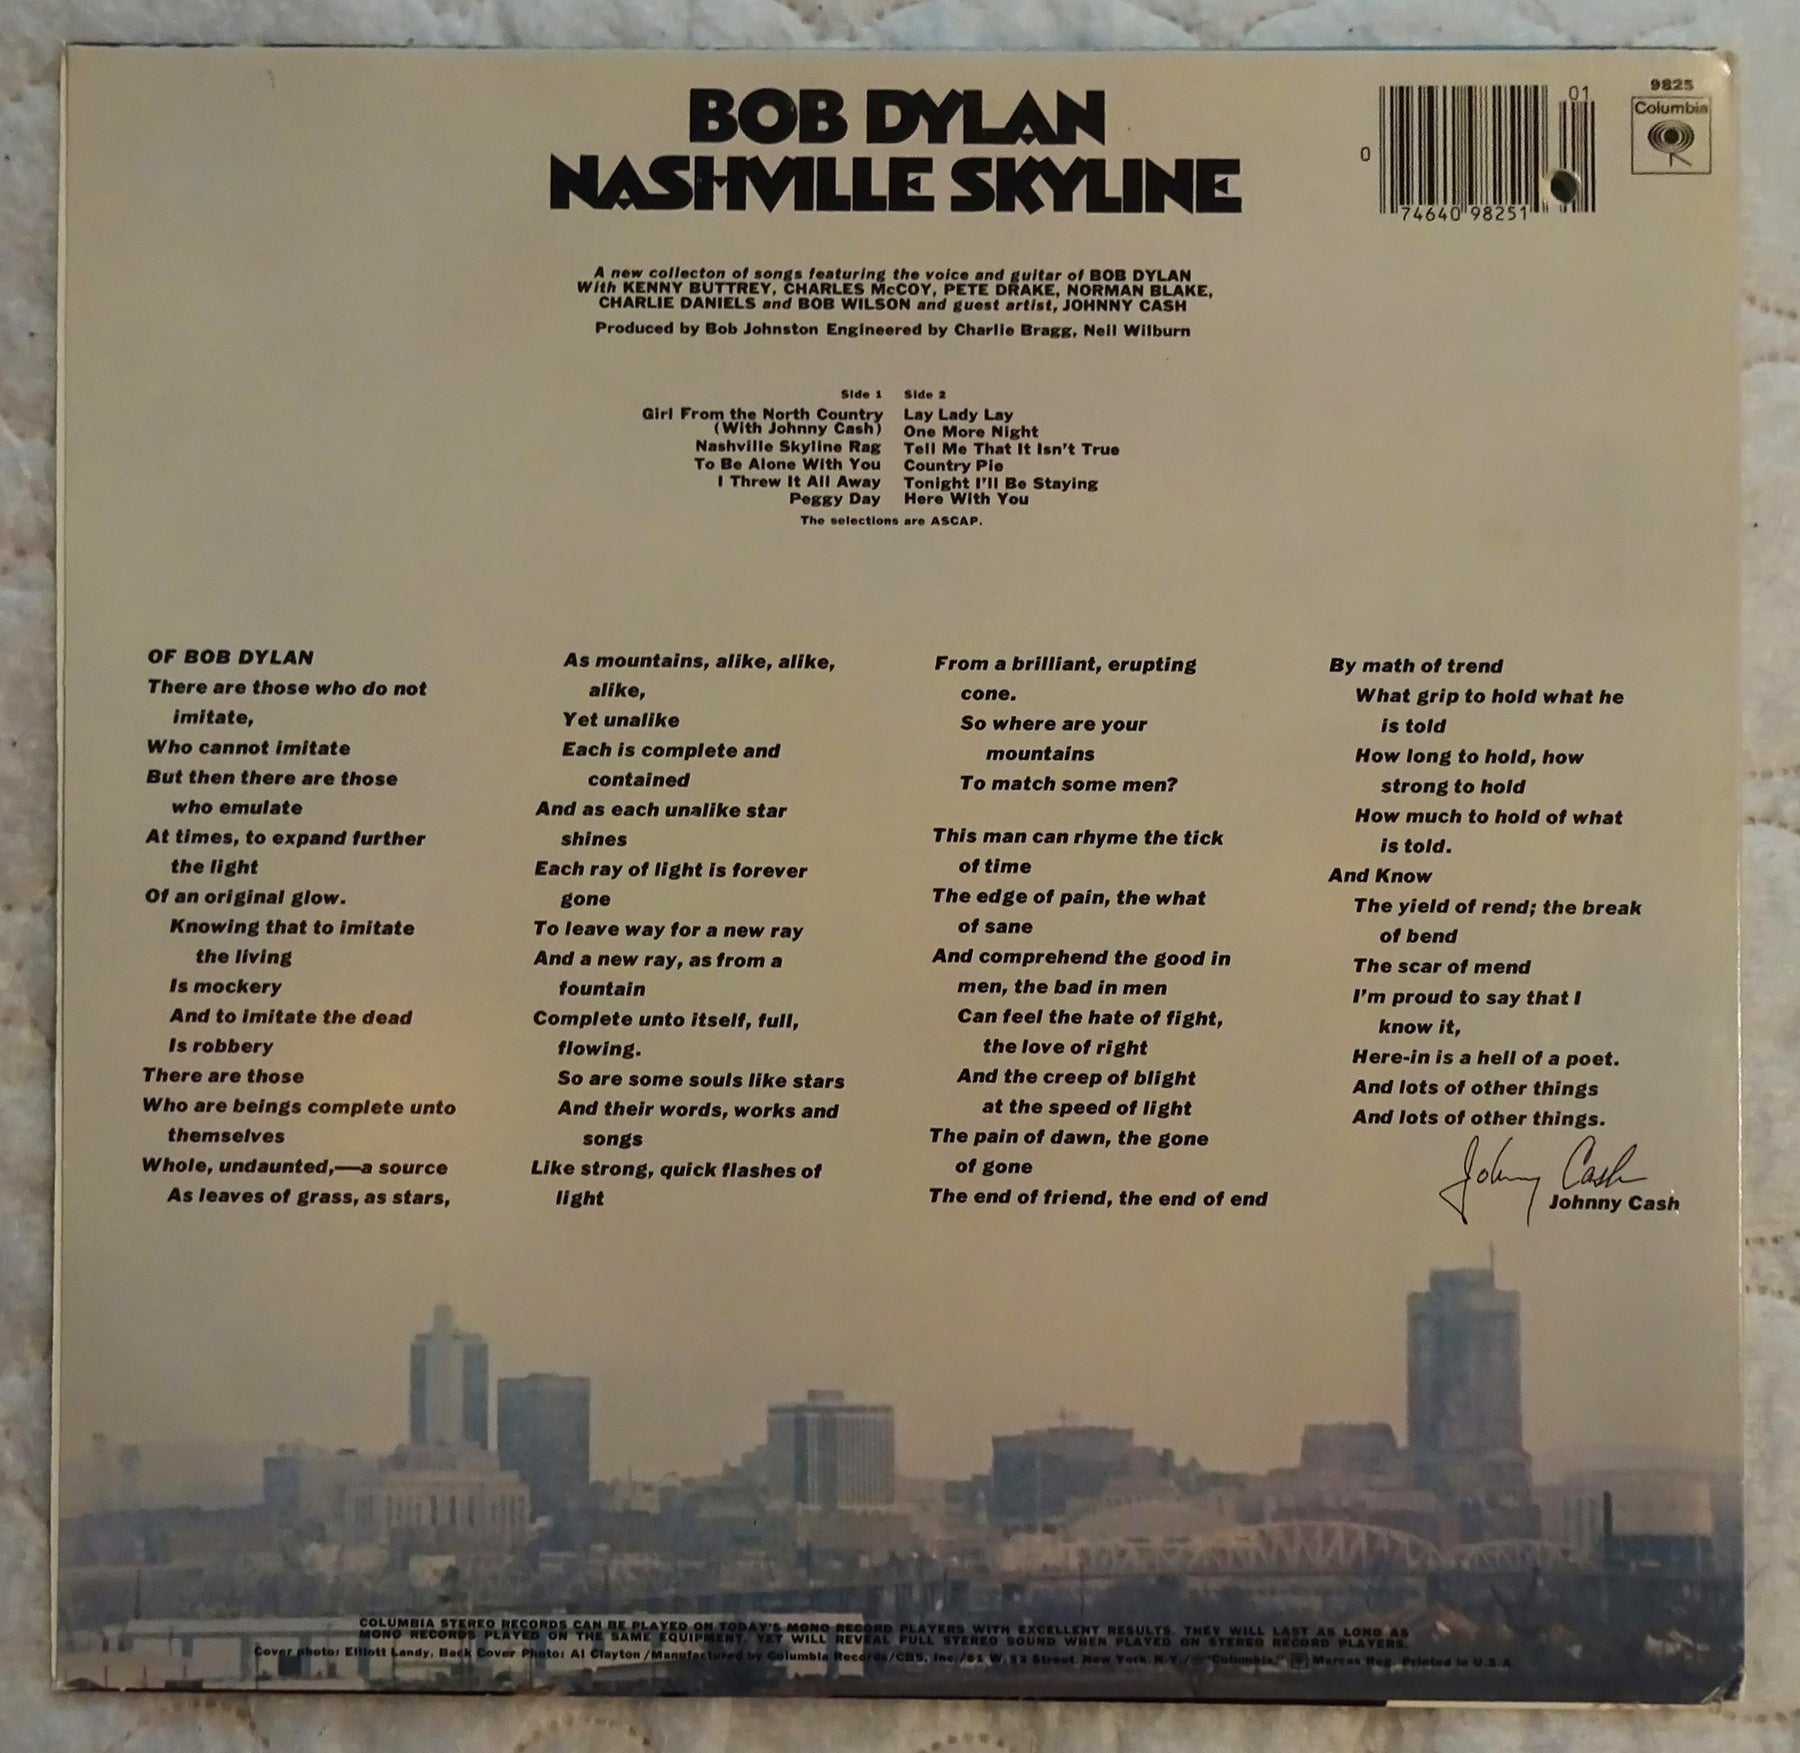 BOB DYLAN
NASHVILLE SKYLINE
01
0
74640 98251
9825
Columbia
A new collecton of songs featuring the voice and guitar of BOB DYLAN
With KENNY BUTTREY, CHARLES McCOY, PETE DRAKE, NORMAN BLAKE,
CHARLIE DANIELS and BOB WILSON and guest artist, JOHNNY CASH
Produced by Bob Johnston Engineered by Charlie Bragg, Neil Wilburn
Side 1
Girl From the North Country
(With Johnny Cash)
Nashville Skyline Rag
To Be Alone With You
I Threw It All Away
Peggy Day
Side 2
Lay Lady Lay
One More Night
Tell Me That It Isn't True
Country Pie
Tonight I'll Be Staying
Here With You
The selections are ASCAP.
OF BOB DYLAN
There are those who do not
imitate,
Who cannot imitate
But then there are those
who emulate
At times, to expand further
the light
Of an original glow.
Knowing that to imitate
the living
Is mockery
And to imitate the dead
Is robbery
There are those
Who are beings complete unto
themselves
Whole, undaunted,—a source
As leaves of grass, as stars,
As mountains, alike, alike,
alike,
Yet unalike
Each is complete and
contained
And as each unalike star
shines
Each ray of light is forever
gone
To leave way for a new ray
And a new ray, as from a
fountain
Complete unto itself, full,
flowing.
So are some souls like stars
And their words, works and
songs
Like strong, quick flashes of
light
From a brilliant, erupting
cone.
So where are your
mountains
To match some men?
This man can rhyme the tick
of time
The edge of pain, the what
of sane
And comprehend the good in
men, the bad in men
Can feel the hate of fight,
the love of right
And the creep of blight
at the speed of light
The pain of dawn, the gone
of gone
The end of friend, the end of end
By math of trend
What grip to hold what he
is told
How long to hold, how
strong to hold
How much to hold of what
is told.
And Know
The yield of rend; the break
of bend
The scar of mend
I'm proud to say that I
know it,
Here-in is a hell of a poet.
And lots of other things
And lots of other things.
Johnny Cash
Johnny Cash
COLUMBIA STEREO RECORDS CAN BE PLAYED ON TODAY'S MONO RECORD PLAYERS WITH EXCELLENT RESULTS. THEY WILL LAST AS LONG AS
MONO RECORDS PLAYED ON THE SAME EQUIPMENT, YET WILL REVEAL FULL STEREO SOUND WHEN PLAYED ON STEREO RECORD PLAYERS.
Cover photo: Elliott Landy, Back Cover Photo: Al Clayton/Manufactured by Columbia Records/CBS, Inc./51 W. 52 Street, New York, N.Y./ "Columbia," Marcas Reg. Printed in U.S.A.